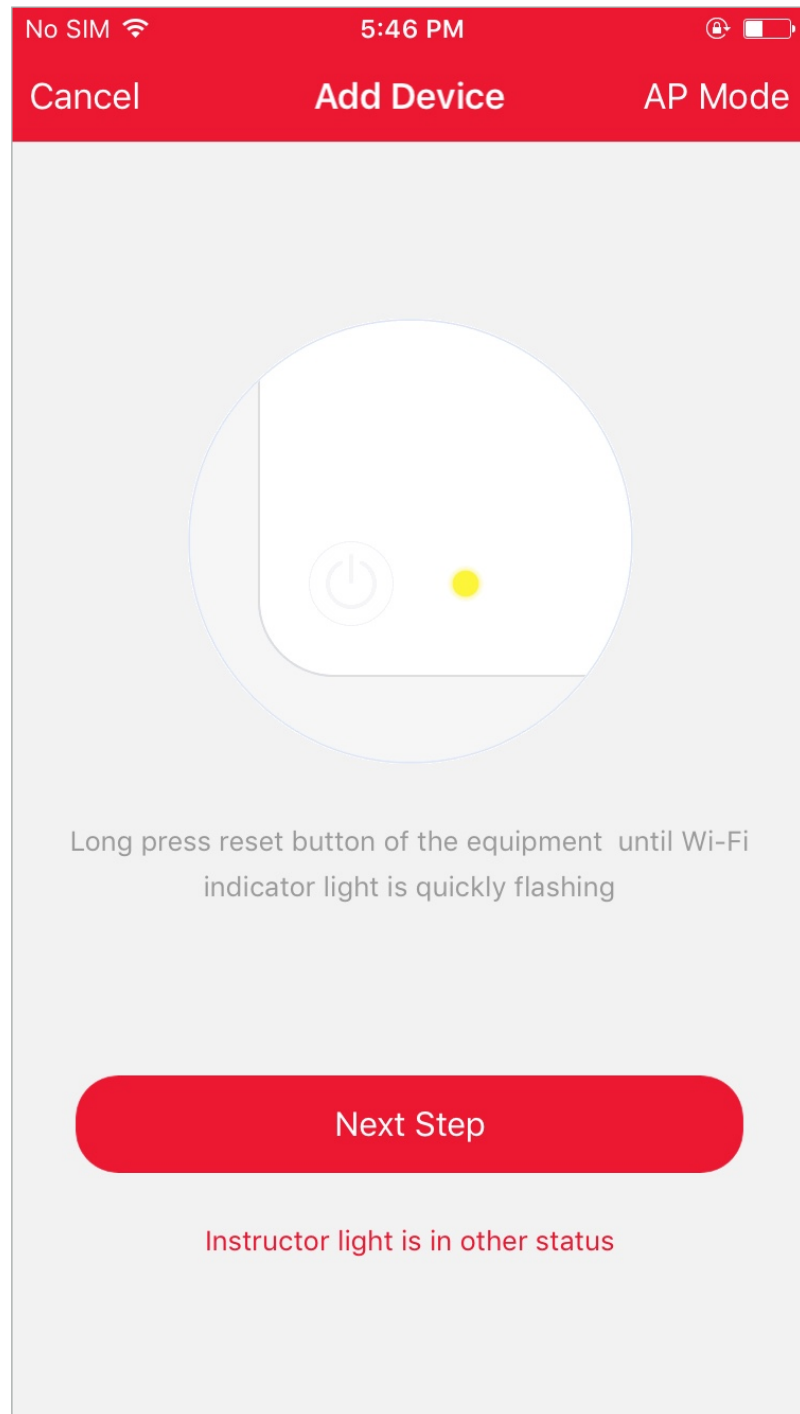 No SIM 5:46 PM
Cancel Add Device AP Mode
Long press reset button of the equipment  until Wi-Fi
indicator light is quickly flashing
Next Step
Instructor light is in other status